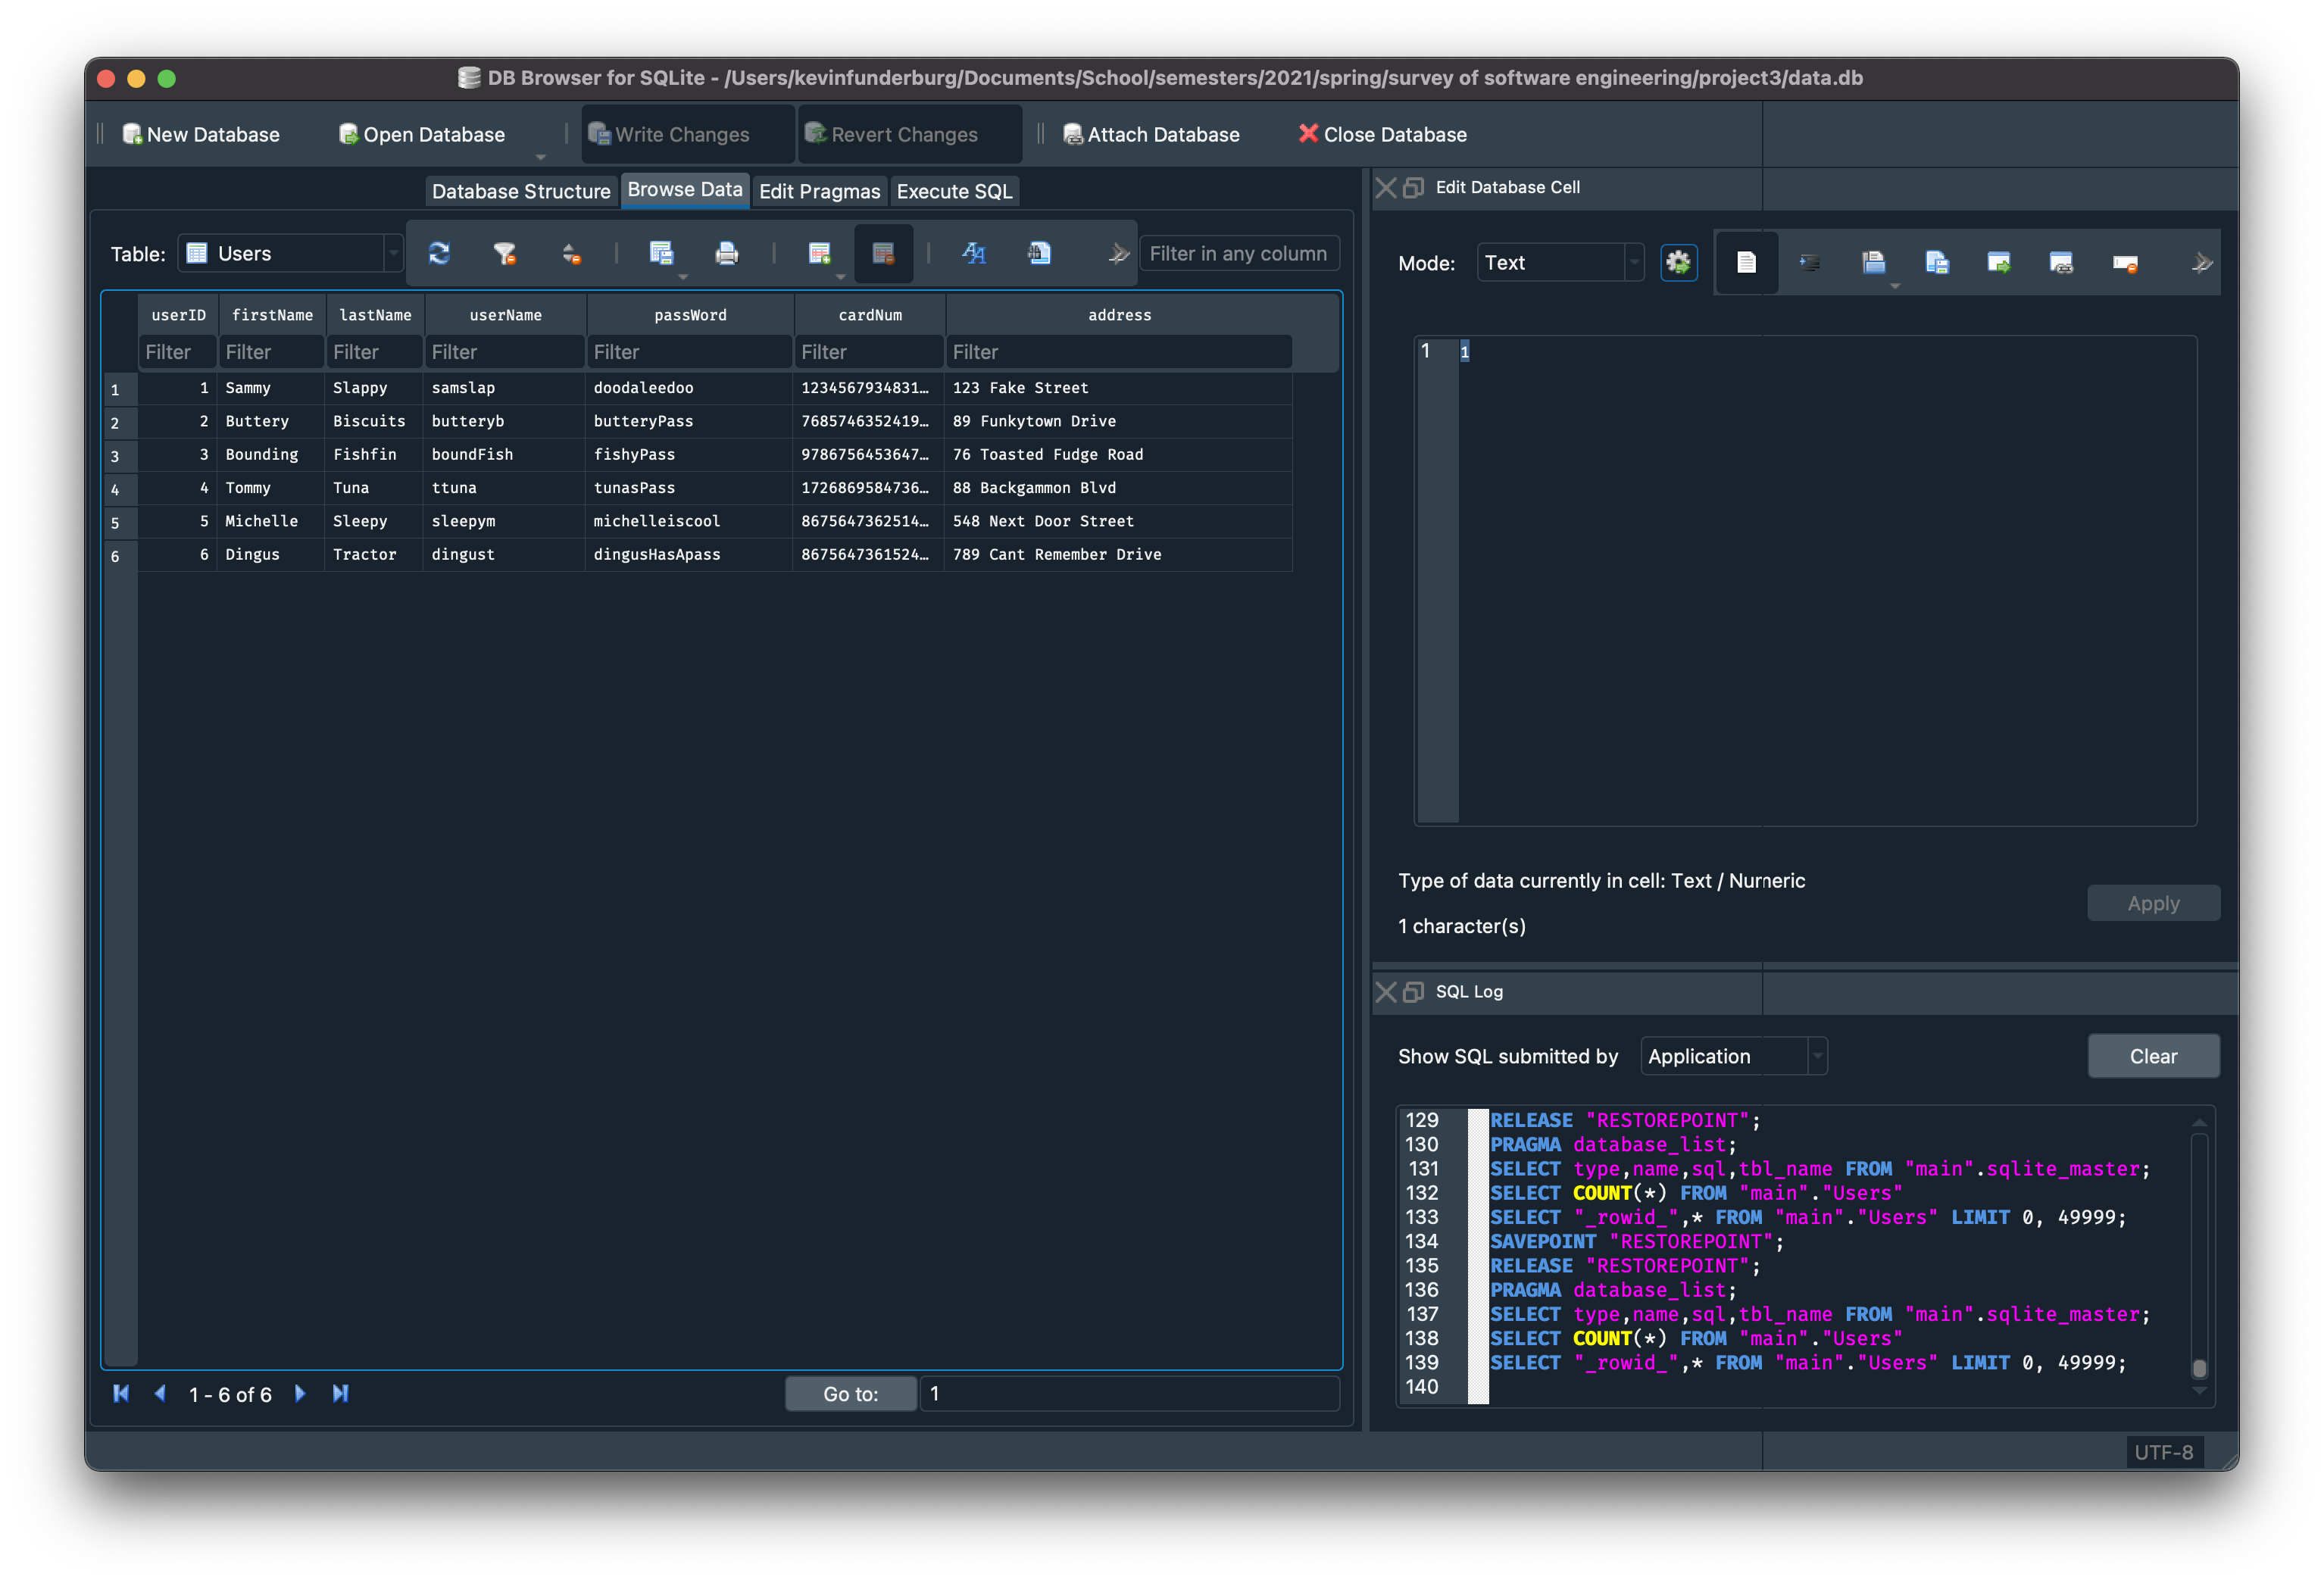 DB Browser for SQLite - /Users/kevinfunderburg/Documents/School/semesters/2021/spring/survey of software engineering/project3/data.db
New Database Open Database Write Changes Revert Changes Attach Database Close Database
Database Structure Browse Data Edit Pragmas Execute SQL
Table: Users Filter in any column
userID firstName lastName userName passWord cardNum address
Filter Filter Filter Filter Filter Filter Filter
1 1 Sammy Slappy samslap doodaleedoo 1234567934831… 123 Fake Street
2 2 Buttery Biscuits butteryb butteryPass 7685746352419… 89 Funkytown Drive
3 3 Bounding Fishfin boundFish fishyPass 9786756453647… 76 Toasted Fudge Road
4 4 Tommy Tuna ttuna tunasPass 1726869584736… 88 Backgammon Blvd
5 5 Michelle Sleepy sleepym michelleiscool 8675647362514… 548 Next Door Street
6 6 Dingus Tractor dingust dingusHasApass 8675647361524… 789 Cant Remember Drive
1 - 6 of 6 Go to: 1
Edit Database Cell
Mode: Text
1 1
Type of data currently in cell: Text / Numeric
1 character(s)
Apply
SQL Log
Show SQL submitted by Application Clear
129 RELEASE "RESTOREPOINT";
130 PRAGMA database_list;
131 SELECT type,name,sql,tbl_name FROM "main".sqlite_master;
132 SELECT COUNT(*) FROM "main"."Users"
133 SELECT "_rowid_",* FROM "main"."Users" LIMIT 0, 49999;
134 SAVEPOINT "RESTOREPOINT";
135 RELEASE "RESTOREPOINT";
136 PRAGMA database_list;
137 SELECT type,name,sql,tbl_name FROM "main".sqlite_master;
138 SELECT COUNT(*) FROM "main"."Users"
139 SELECT "_rowid_",* FROM "main"."Users" LIMIT 0, 49999;
140
UTF-8